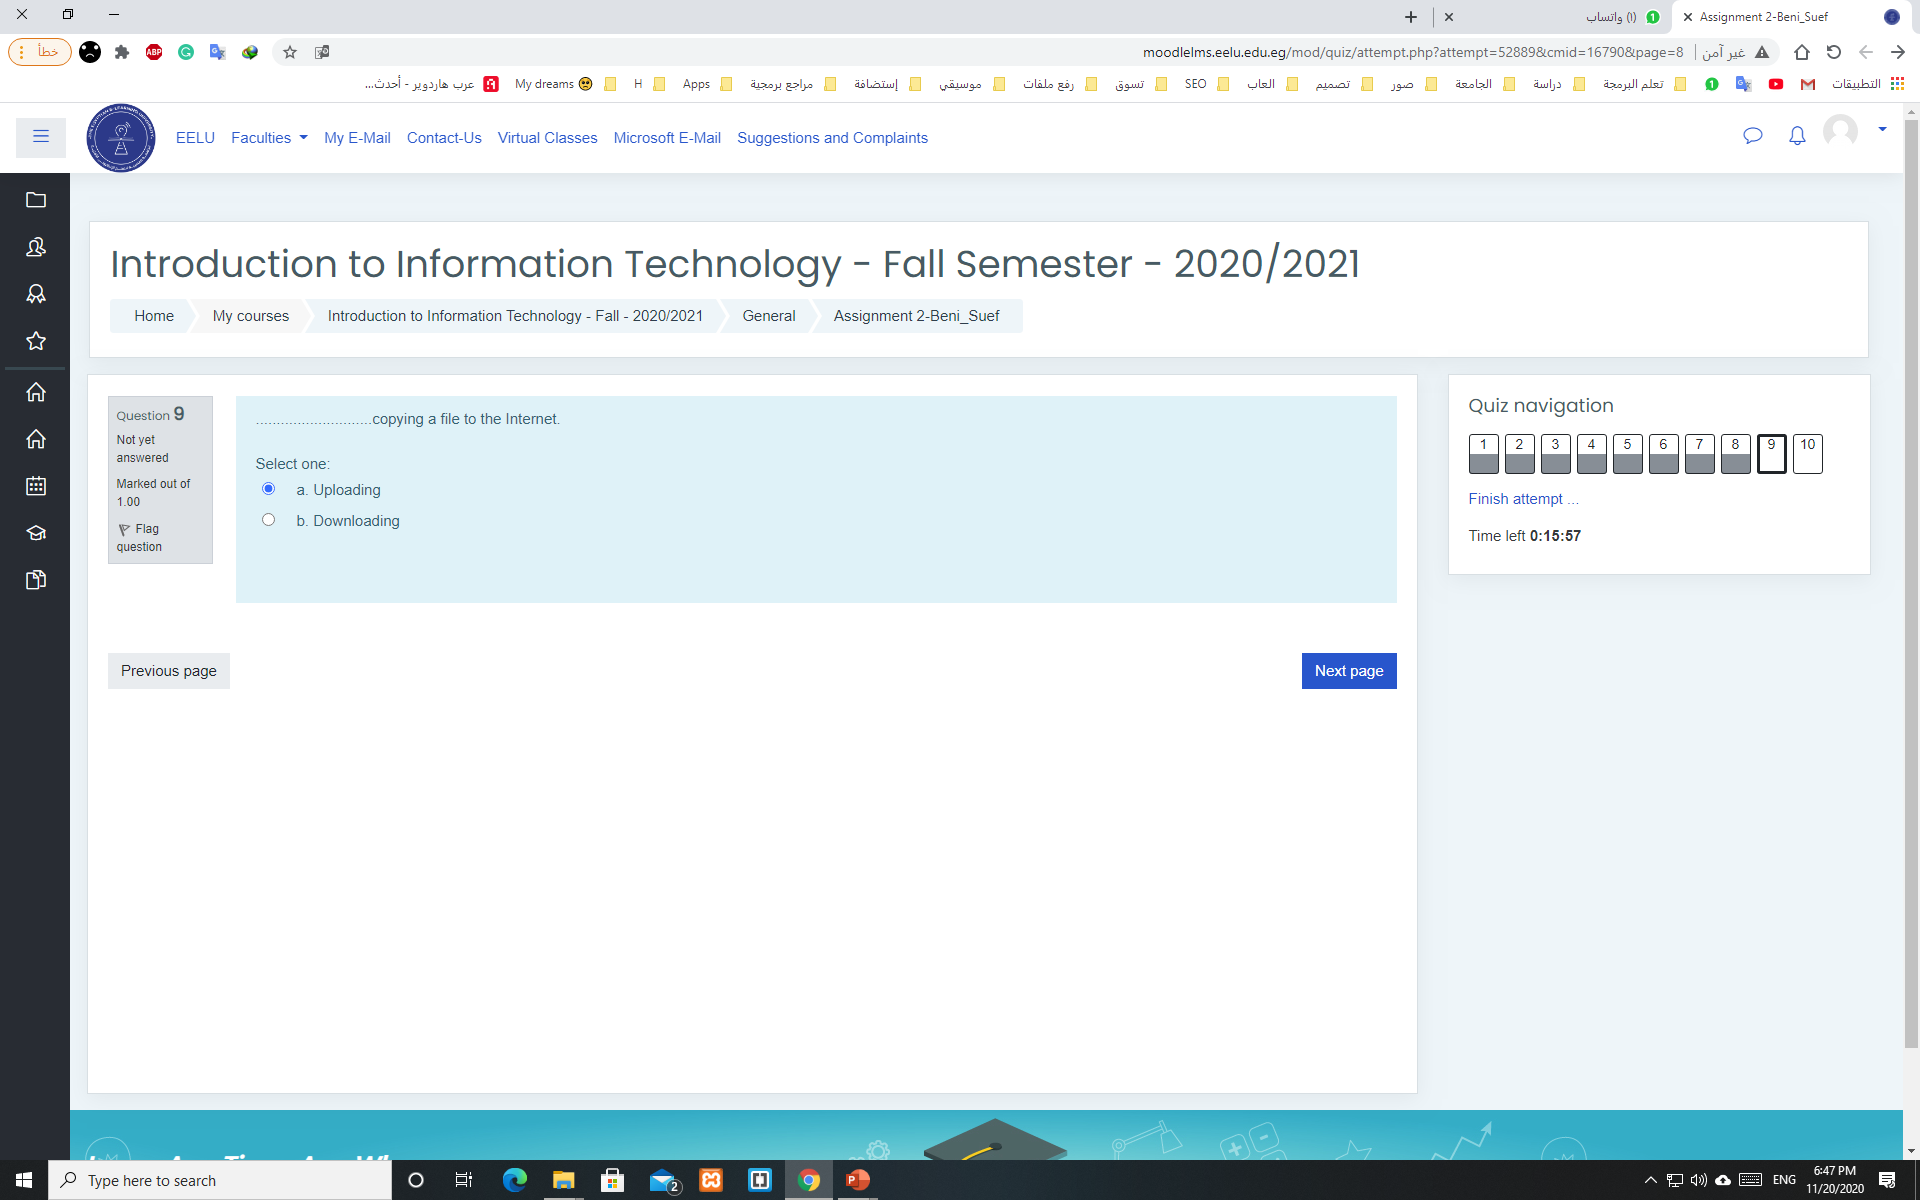 Assignment 2-Beni_Suef
(١) واتساب
خطأ
moodlelms.eelu.edu.eg/mod/quiz/attempt.php?attempt=52889&cmid=16790&page=8
غير آمن
التطبيقات
تعلم البرمجة
دراسة
الجامعة
صور
تصميم
العاب
SEO
تسوق
رفع ملفات
موسيقي
إستضافة
مراجع برمجية
Apps
H
My dreams
عرب هاردوير - أحدث...
EELU Faculties My E-Mail Contact-Us Virtual Classes Microsoft E-Mail Suggestions and Complaints
Introduction to Information Technology - Fall Semester - 2020/2021
Home My courses Introduction to Information Technology - Fall - 2020/2021 General Assignment 2-Beni_Suef
Question 9
Not yet
answered
Marked out of
1.00
Flag
question
............................copying a file to the Internet.
Select one:
a. Uploading
b. Downloading
Previous page
Next page
Quiz navigation
1 2 3 4 5 6 7 8 9 10
Finish attempt ...
Time left 0:15:57
Type here to search
2
ENG
6:47 PM
11/20/2020